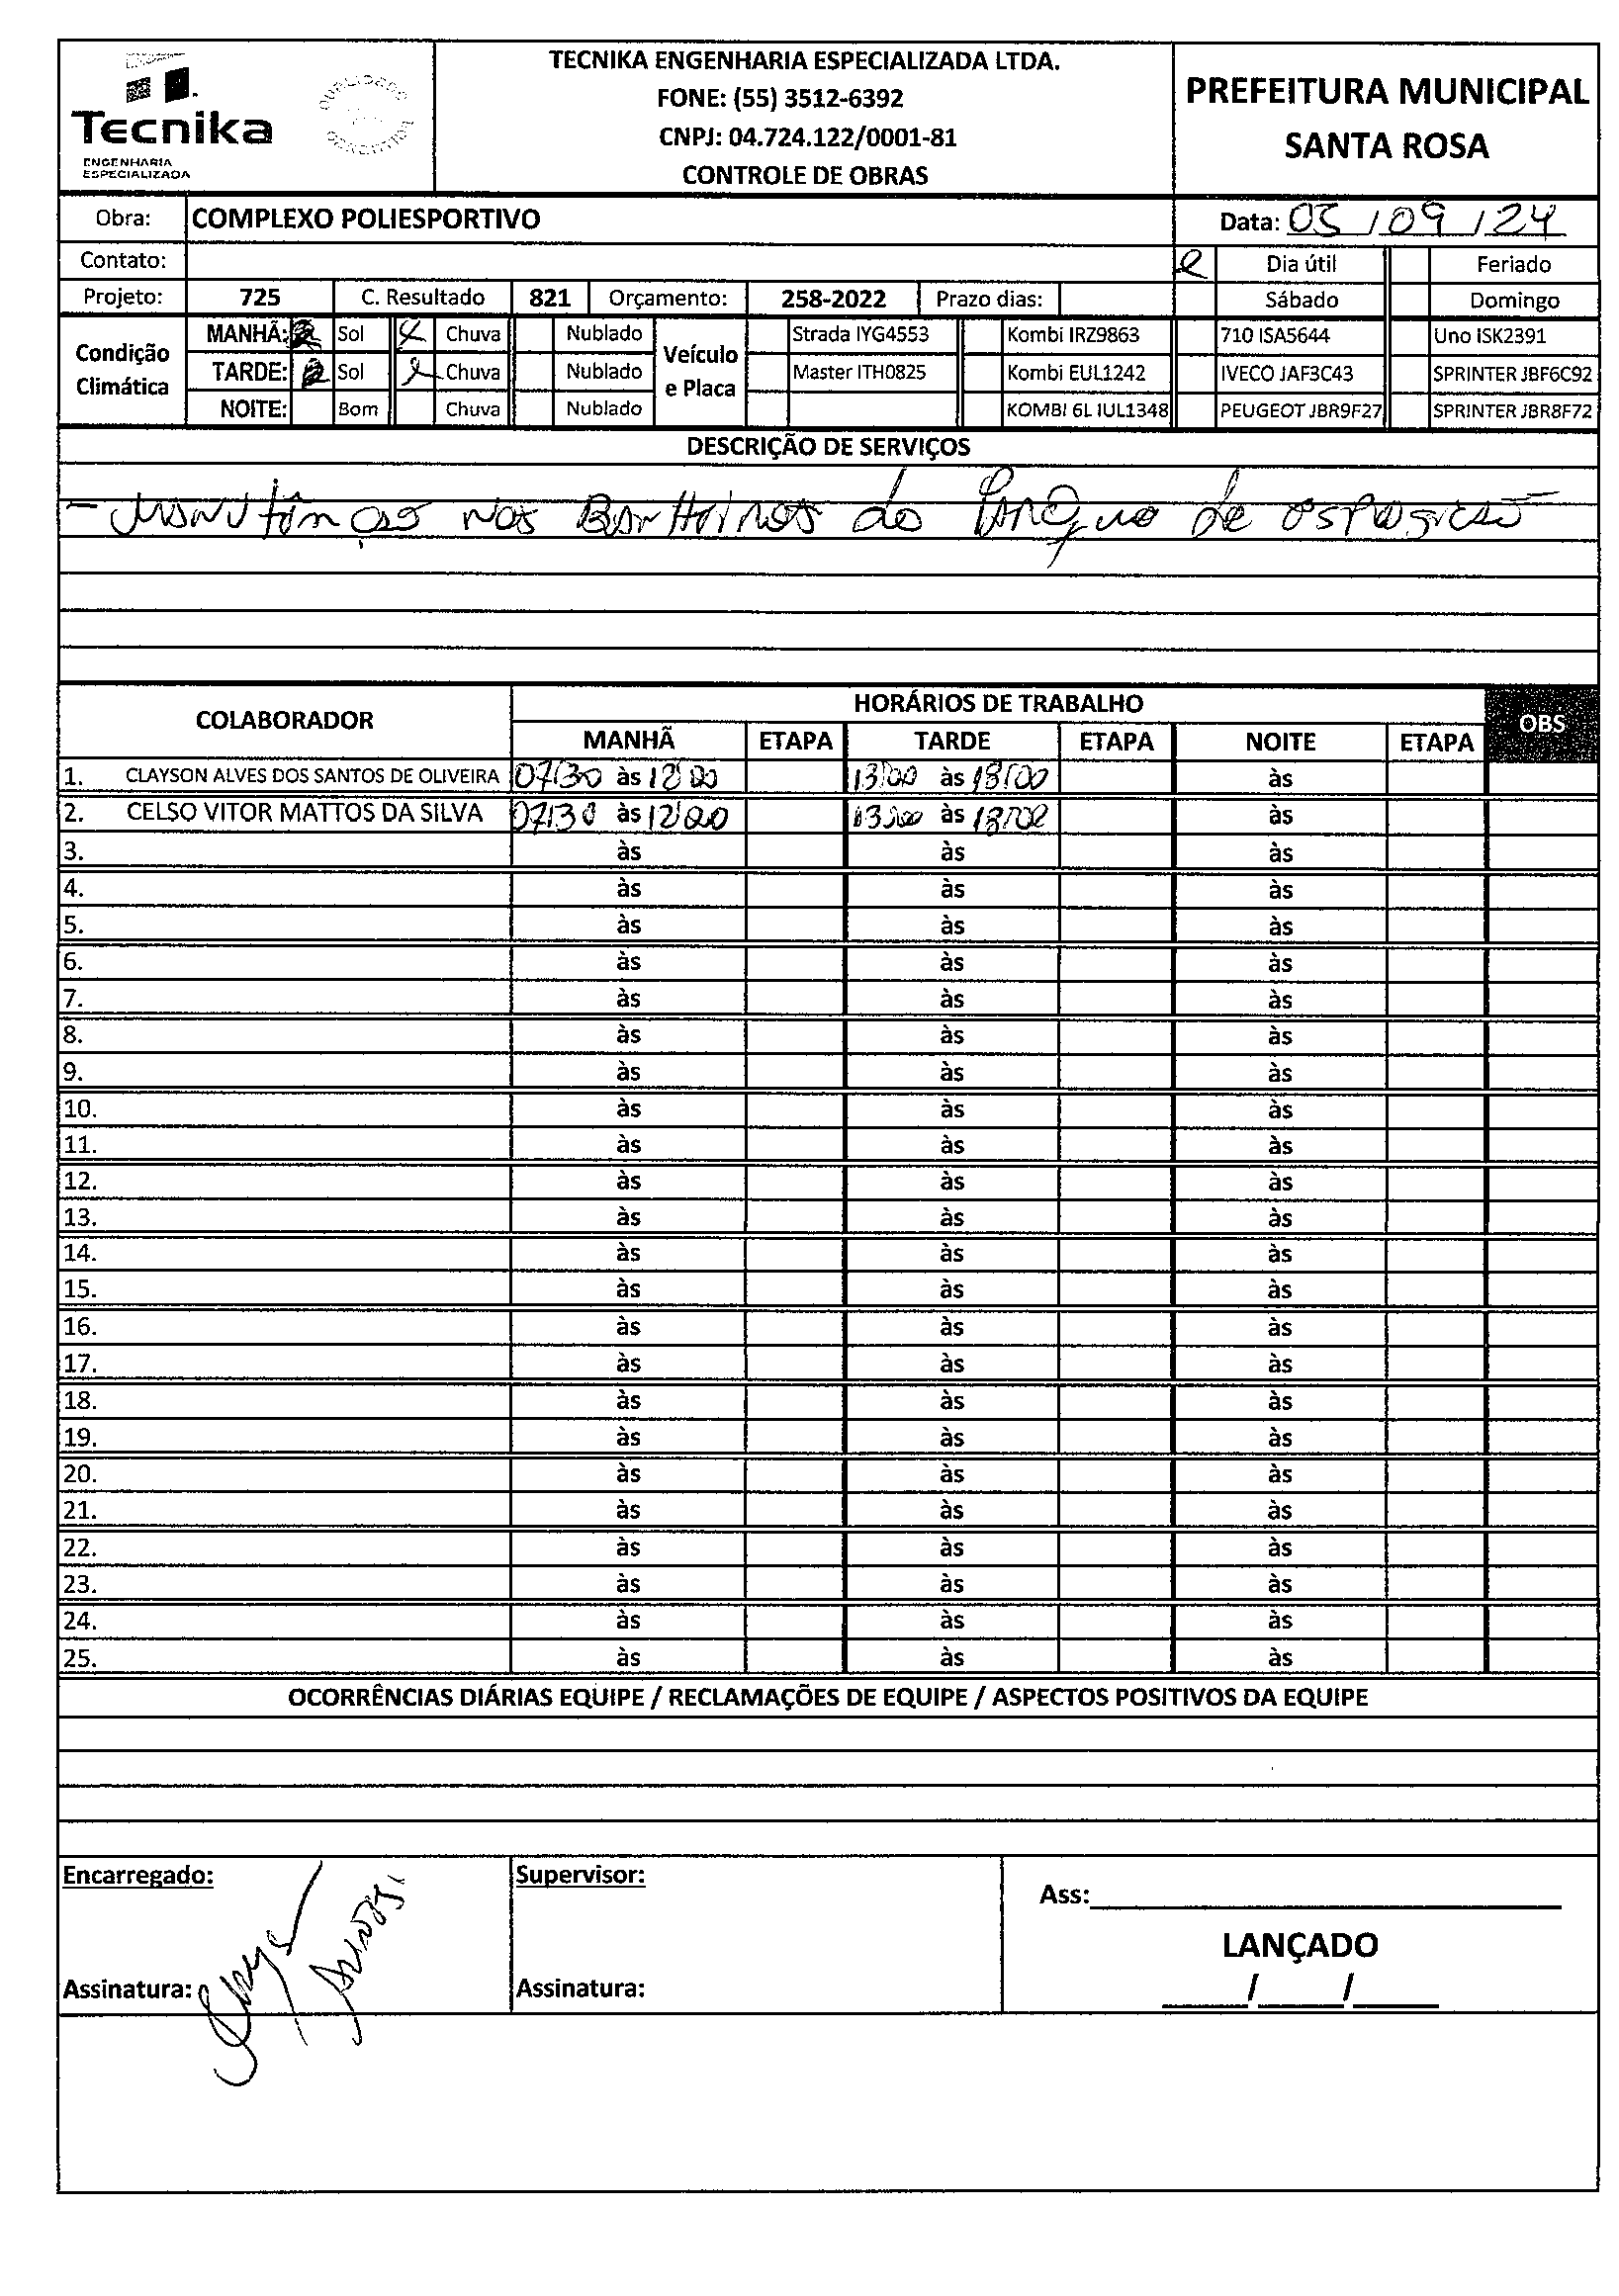 Tecnika
ENGENHARIA
ESPECIALIZADA
QUALIDADE
TECNIKA ENGENHARIA ESPECIALIZADA LTDA.
FONE: (55) 3512-6392
CNPJ: 04.724.122/0001-81
CONTROLE DE OBRAS
PREFEITURA MUNICIPAL
SANTA ROSA
Obra: COMPLEXO POLIESPORTIVO Data: 05/09/24
Contato: Dia útil Feriado
Projeto: 725 C. Resultado 821 Orçamento: 258-2022 Prazo dias: Sábado Domingo
Condição Climática
MANHÃ: Sol Chuva Nublado
TARDE: Sol Chuva Nublado
NOITE: Bom Chuva Nublado
Veículo e Placa
Strada IYG4553 Kombi IRZ9863 710 ISA5644 Uno ISK2391
Master ITH0825 Kombi EUL1242 IVECO JAF3C43 SPRINTER JBF6C92
KOMBI 6L IUL1348 PEUGEOT JBR9F27 SPRINTER JBR8F72
DESCRIÇÃO DE SERVIÇOS
nos do de
COLABORADOR HORÁRIOS DE TRABALHO OBS
MANHÃ ETAPA TARDE ETAPA NOITE ETAPA
1. CLAYSON ALVES DOS SANTOS DE OLIVEIRA 07:30 às 12:00 13:00 às 18:00 às
2. CELSO VITOR MATTOS DA SILVA 07:30 às 12:00 13:00 às 18:00 às
3. às às às
4. às às às
5. às às às
6. às às às
7. às às às
8. às às às
9. às às às
10. às às às
11. às às às
12. às às às
13. às às às
14. às às às
15. às às às
16. às às às
17. às às às
18. às às às
19. às às às
20. às às às
21. às às às
22. às às às
23. às às às
24. às às às
25. às às às
OCORRÊNCIAS DIÁRIAS EQUIPE / RECLAMAÇÕES DE EQUIPE / ASPECTOS POSITIVOS DA EQUIPE
Encarregado: Supervisor: Ass:
LANÇADO
Assinatura: Assinatura: / /